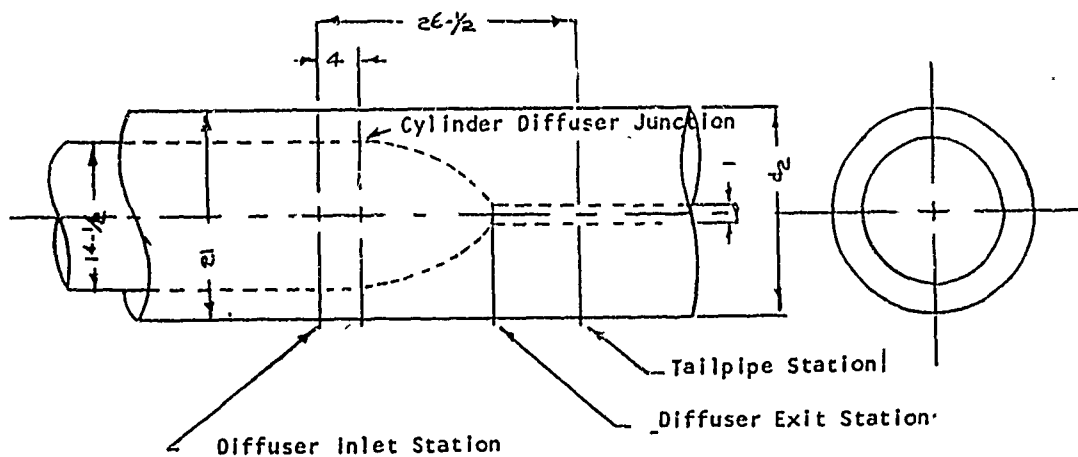 26-1/2
4
Cylinder Diffuser Junction
14-1/2
21
1
Tailpipe Station
Diffuser Exit Station
Diffuser Inlet Station